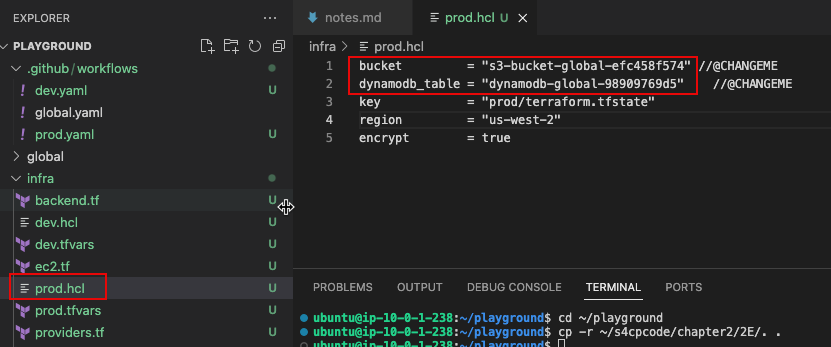 EXPLORER
PLAYGROUND
.github/workflows
dev.yaml U
global.yaml
prod.yaml U
global
infra
backend.tf U
dev.hcl U
dev.tfvars U
ec2.tf U
prod.hcl U
prod.tfvars U
providers.tf U
notes.md
prod.hcl U
infra > prod.hcl
1 bucket = "s3-bucket-global-efc458f574" //@CHANGEME
2 dynamodb_table = "dynamodb-global-98909769d5" //@CHANGEME
3 key = "prod/terraform.tfstate"
4 region = "us-west-2"
5 encrypt = true
PROBLEMS OUTPUT DEBUG CONSOLE TERMINAL PORTS
ubuntu@ip-10-0-1-238:~/playground$ cd ~/playground
ubuntu@ip-10-0-1-238:~/playground$ cp -r ~/s4cpcode/chapter2/2E/. .
ubuntu@ip-10-0-1-238:~/playground$